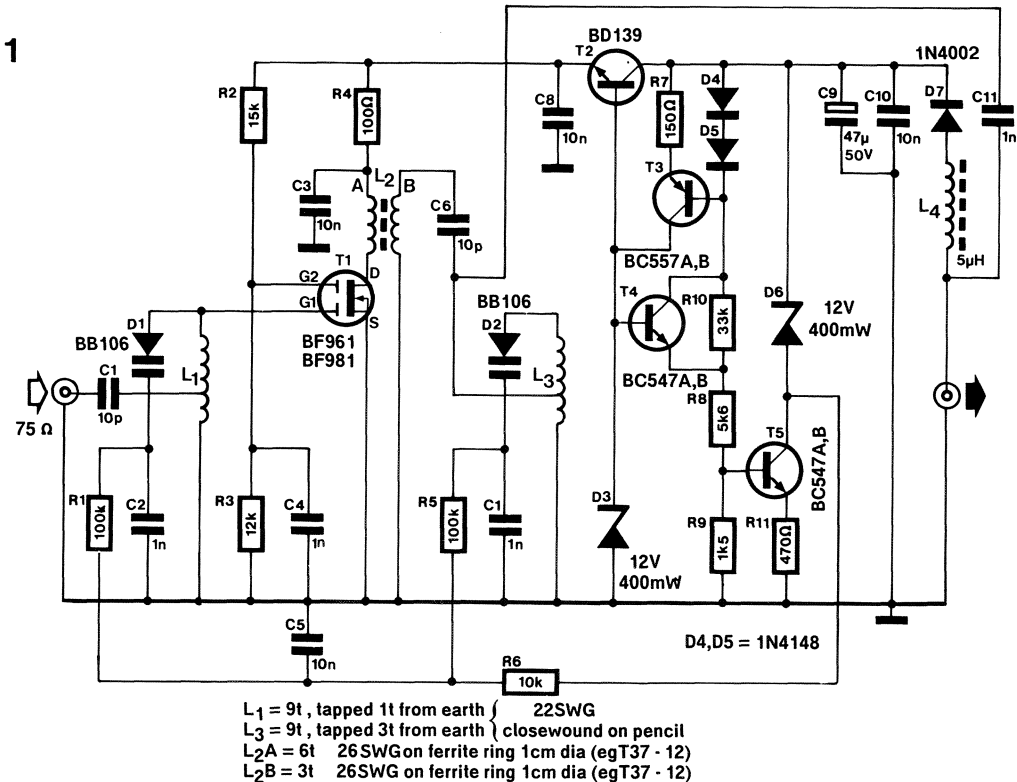 1
BD139
T2
1N4002
R2
15k
R4
100Ω
C8
10n
R7
150Ω
D4
D5
C9
47µ
50V
C10
10n
D7
C11
1n
C3
10n
A
L2
B
C6
10p
T3
L4
5µH
T1
D
G2
G1
S
BC557A,B
BF961
BF981
D1
BB106
BB106
D2
T4
R10
33k
D6
12V
400mW
C1
10p
L1
L3
BC547A,B
75 Ω
R8
5k6
T5
BC547A,B
R1
100k
C2
1n
R3
12k
C4
1n
R5
100k
C1
1n
D3
12V
400mW
R9
1k5
R11
470Ω
C5
10n
R6
10k
D4,D5 = 1N4148
L1 = 9t , tapped 1t from earth { 22SWG
L3 = 9t , tapped 3t from earth { closewound on pencil
L2A = 6t 26SWG on ferrite ring 1cm dia (egT37 - 12)
L2B = 3t 26SWG on ferrite ring 1cm dia (egT37 - 12)